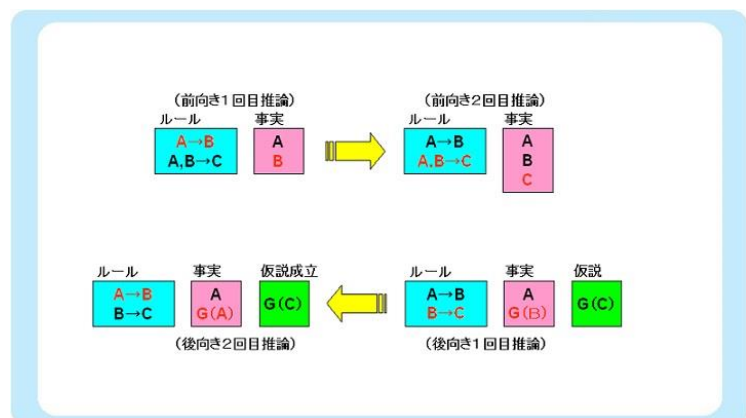 (前向き1回目推論)
ルール 事実
A→B
A,B→C
A
B
(前向き2回目推論)
ルール 事実
A→B
A,B→C
A
B
C
ルール 事実 仮説成立
A→B
B→C
A
G(A)
G(C)
(後向き2回目推論)
ルール 事実 仮説
A→B
B→C
A
G(B)
G(C)
(後向き1回目推論)